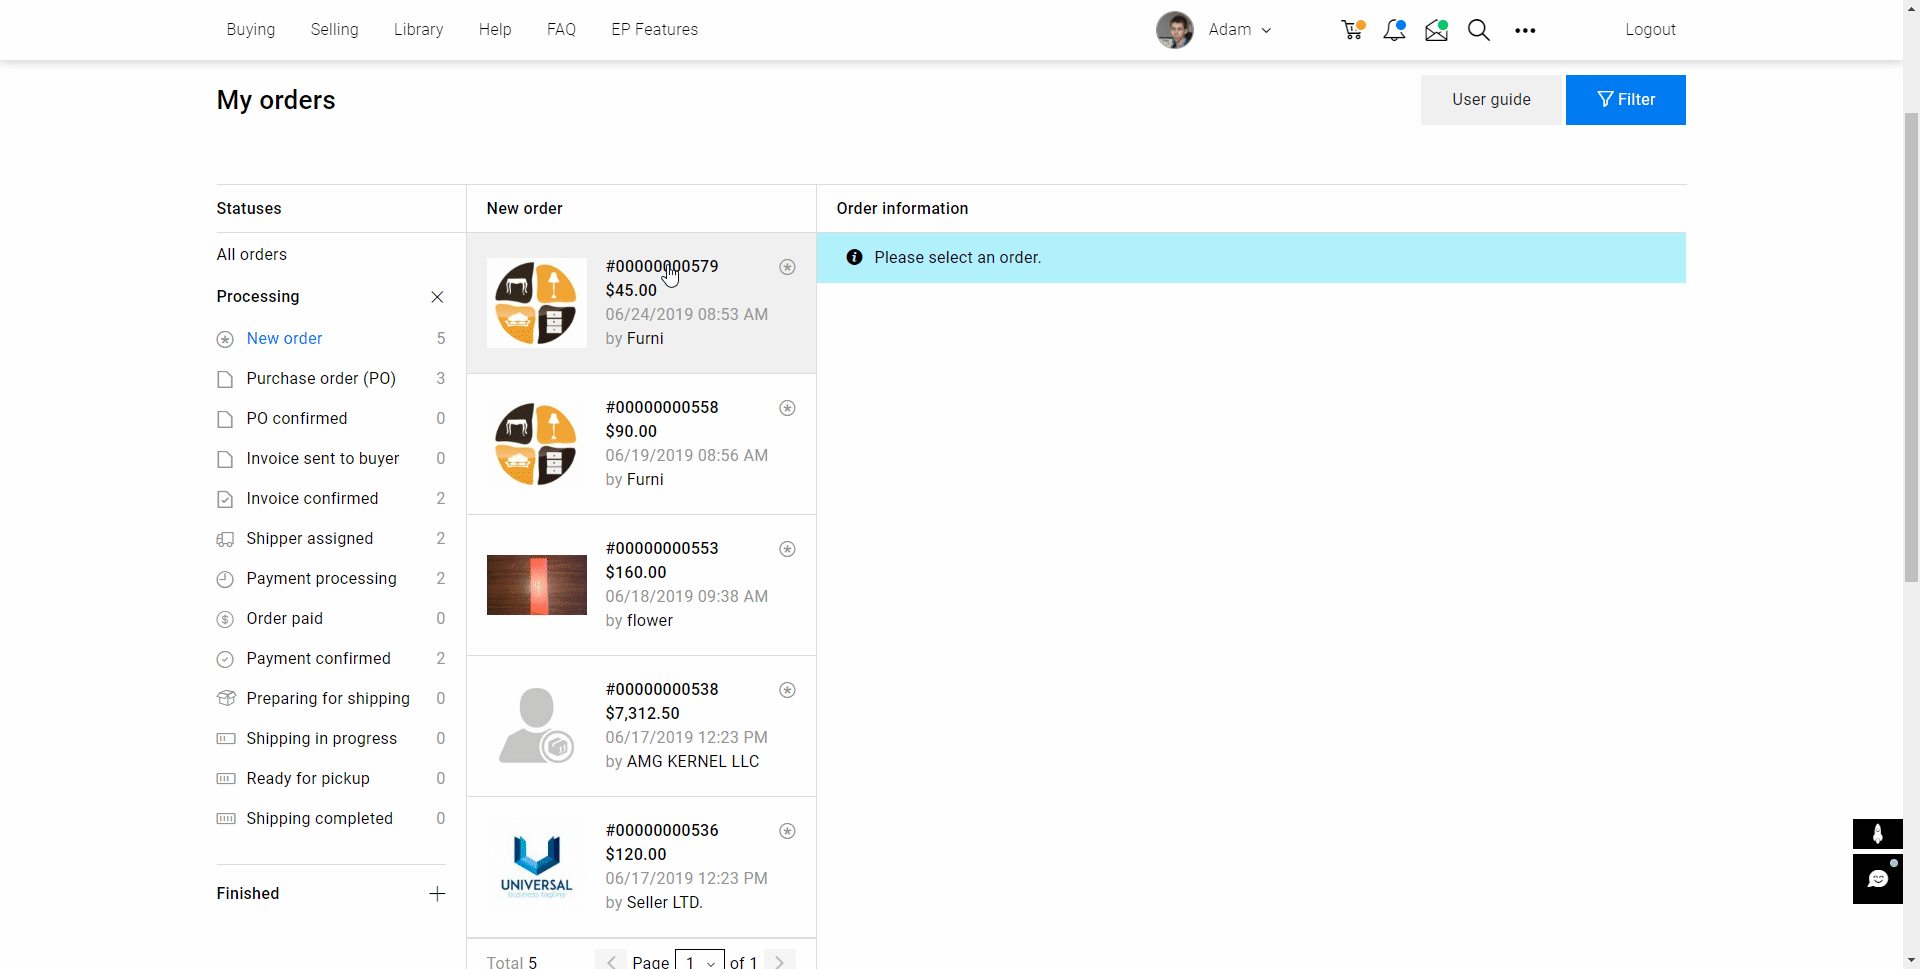 Buying Selling Library Help FAQ EP Features Adam Logout
My orders
User guide Filter
Statuses
All orders
Processing
New order 5
Purchase order (PO) 3
PO confirmed 0
Invoice sent to buyer 0
Invoice confirmed 2
Shipper assigned 2
Payment processing 2
Order paid 0
Payment confirmed 2
Preparing for shipping 0
Shipping in progress 0
Ready for pickup 0
Shipping completed 0
Finished
New order
#00000000579
$45.00
06/24/2019 08:53 AM
by Furni
#00000000558
$90.00
06/19/2019 08:56 AM
by Furni
#00000000553
$160.00
06/18/2019 09:38 AM
by flower
#00000000538
$7,312.50
06/17/2019 12:23 PM
by AMG KERNEL LLC
UNIVERSAL
business tagline
#00000000536
$120.00
06/17/2019 12:23 PM
by Seller LTD.
Total 5 Page 1 of 1
Order information
Please select an order.